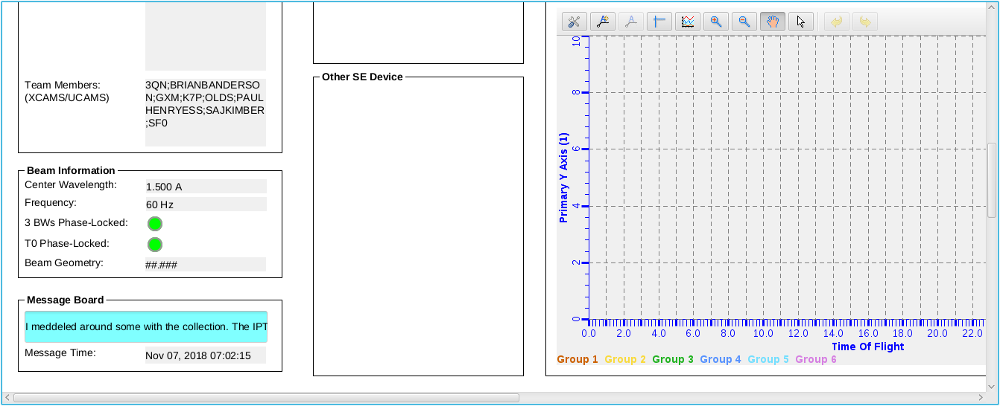 Team Members:
(XCAMS/UCAMS)
3QN;BRIANBANDERSO
N;GXM;K7P;OLDS;PAUL
HENRYESS;SAJKIMBER
;SF0
Beam Information
Center Wavelength:
1.500 A
Frequency:
60 Hz
3 BWs Phase-Locked:
T0 Phase-Locked:
Beam Geometry:
##.###
Message Board
I meddeled around some with the collection. The IPT
Message Time:
Nov 07, 2018 07:02:15
Other SE Device
A
A
10
8
6
4
2
0
Primary Y Axis (1)
0.0 2.0 4.0 6.0 8.0 10.0 12.0 14.0 16.0 18.0 20.0 22.0
Time Of Flight
Group 1 Group 2 Group 3 Group 4 Group 5 Group 6